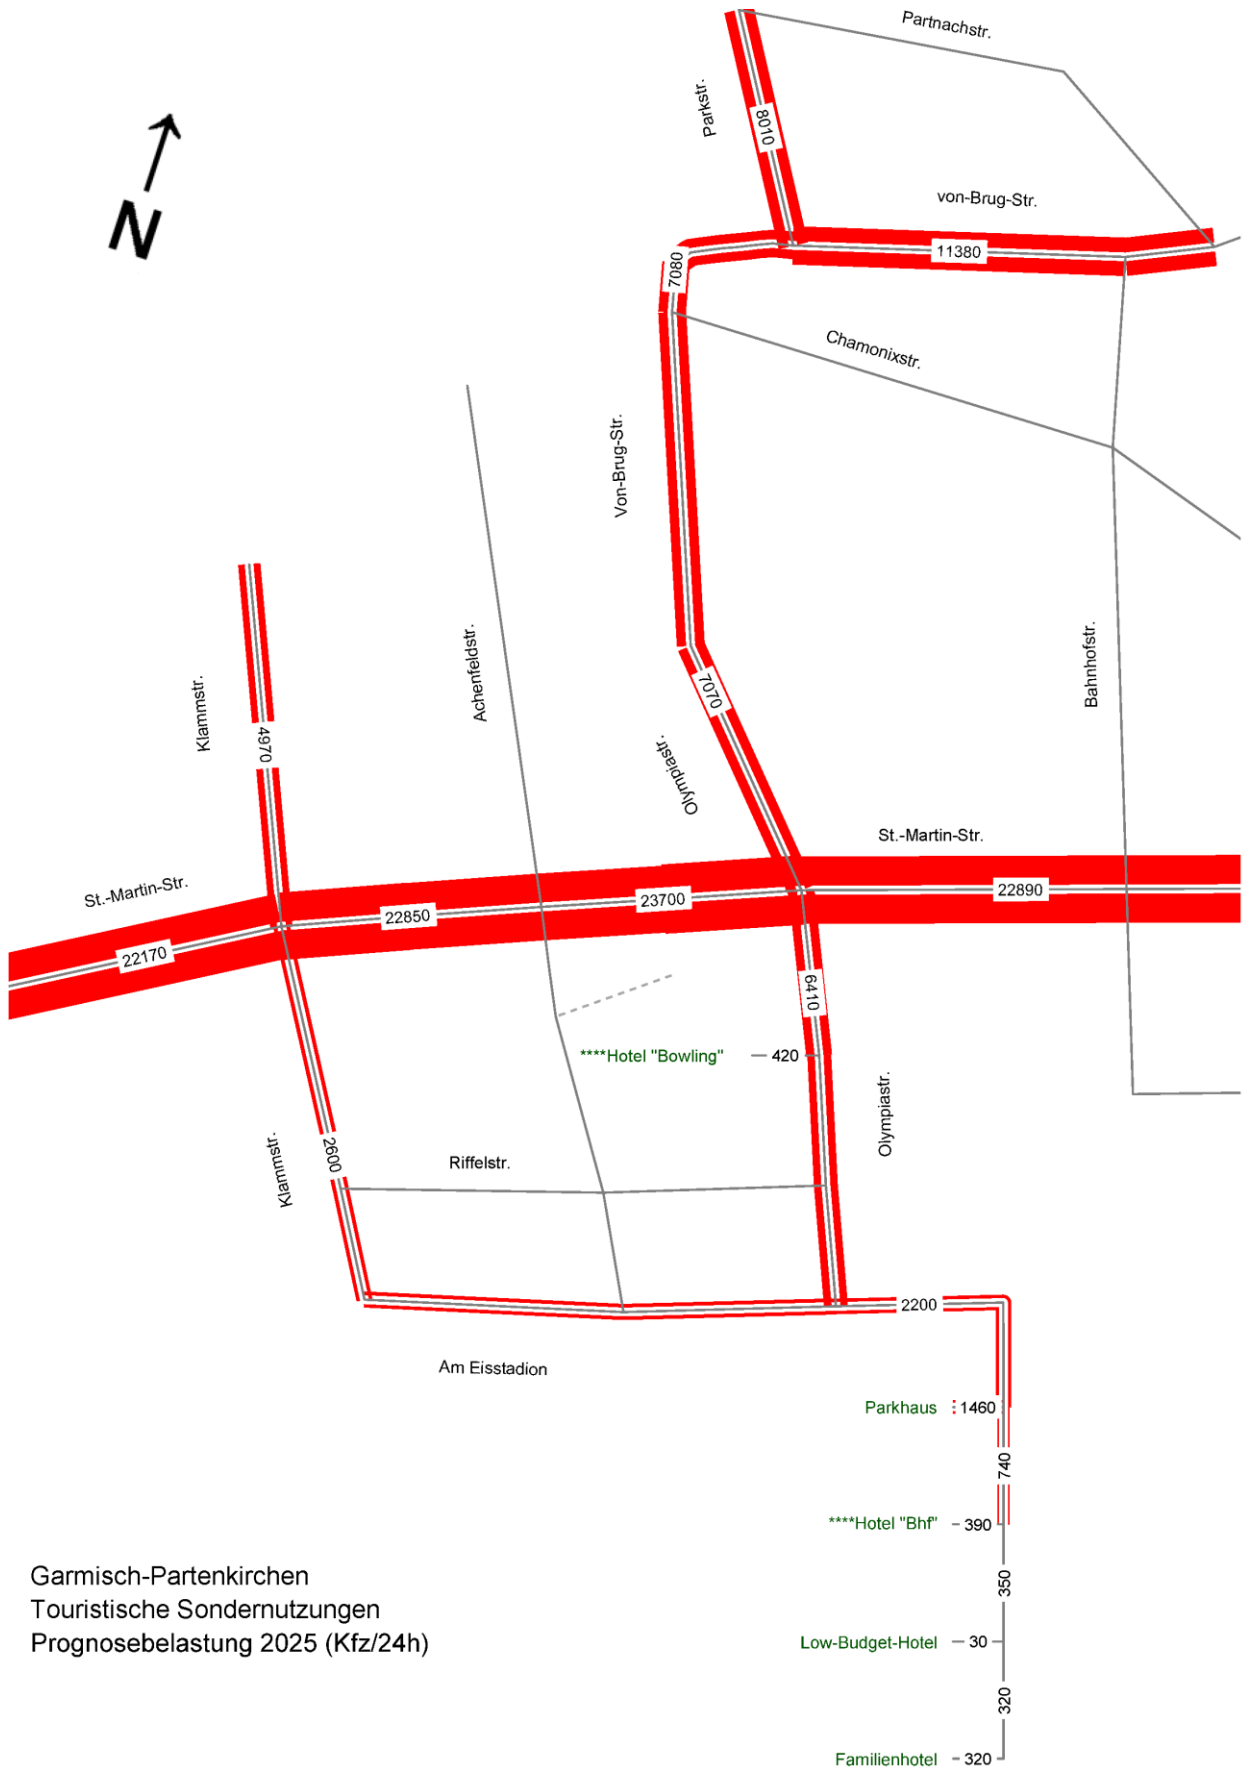 Partnachstr.
Parkstr.
8010
N
von-Brug-Str.
11380
7080
Chamonixstr.
Von-Brug-Str.
Klammstr.
4970
Achenfeldstr.
7070
Bahnhofstr.
Olympiastr.
St.-Martin-Str.
St.-Martin-Str.
22170
22850
23700
22890
6410
****Hotel "Bowling"
420
Olympiastr.
Klammstr.
2600
Riffelstr.
2200
Am Eisstadion
Parkhaus
1460
740
****Hotel "Bhf"
390
350
Low-Budget-Hotel
30
320
Familienhotel
320
Garmisch-Partenkirchen
Touristische Sondernutzungen
Prognosebelastung 2025 (Kfz/24h)